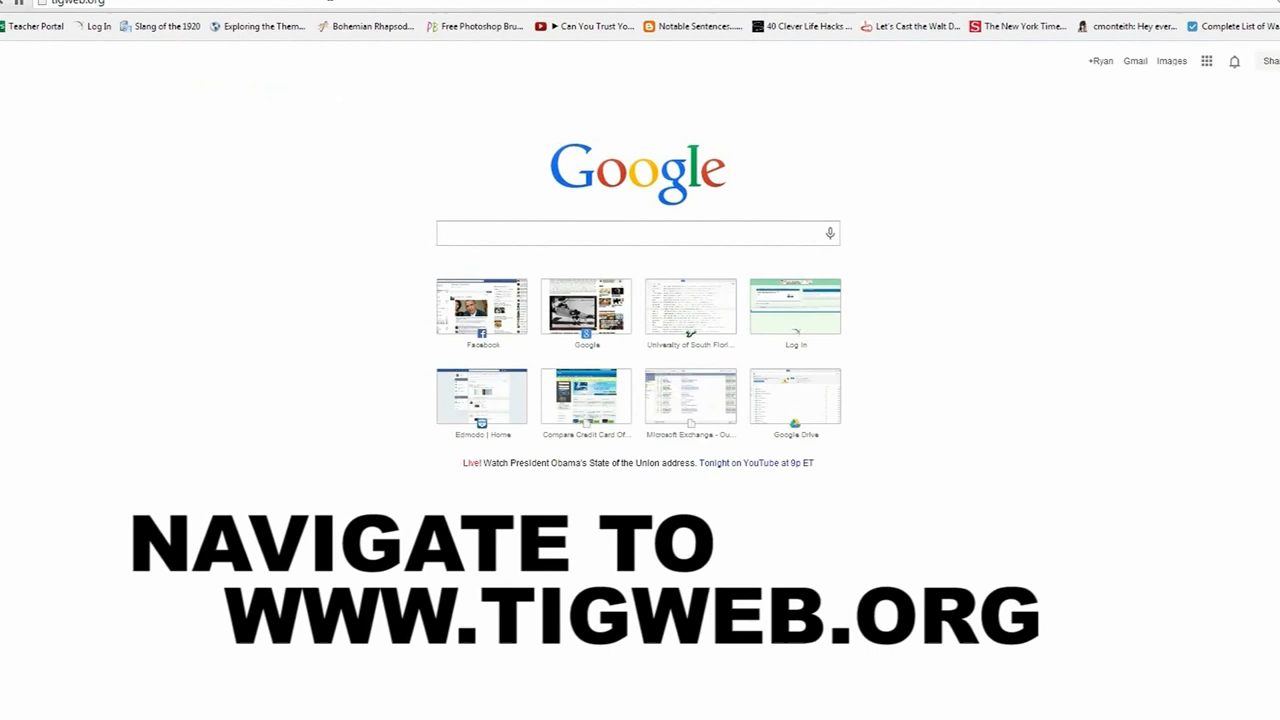 tigweb.org
Teacher Portal Log In Slang of the 1920 Exploring the Them... Bohemian Rhapsod... Free Photoshop Bru... ► Can You Trust Yo... Notable Sentences.... 40 Clever Life Hacks ... Let's Cast the Walt D... The New York Time... cmonteith: Hey ever... Complete List of Wa
+Ryan Gmail Images Sha
Google
Facebook Google University of South Flori... Log In
Edmodo | Home Compare Credit Card Of... Microsoft Exchange - Ou... Google Drive
Live! Watch President Obama's State of the Union address. Tonight on YouTube at 9p ET
NAVIGATE TO
WWW.TIGWEB.ORG